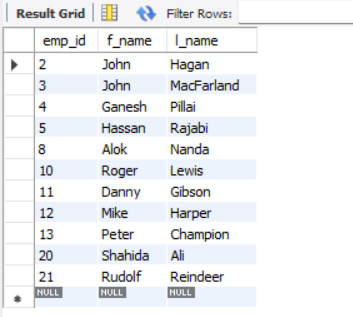 Result Grid Filter Rows:
emp_id f_name l_name
2 John Hagan
3 John MacFarland
4 Ganesh Pillai
5 Hassan Rajabi
8 Alok Nanda
10 Roger Lewis
11 Danny Gibson
12 Mike Harper
13 Peter Champion
20 Shahida Ali
21 Rudolf Reindeer
NULL NULL NULL